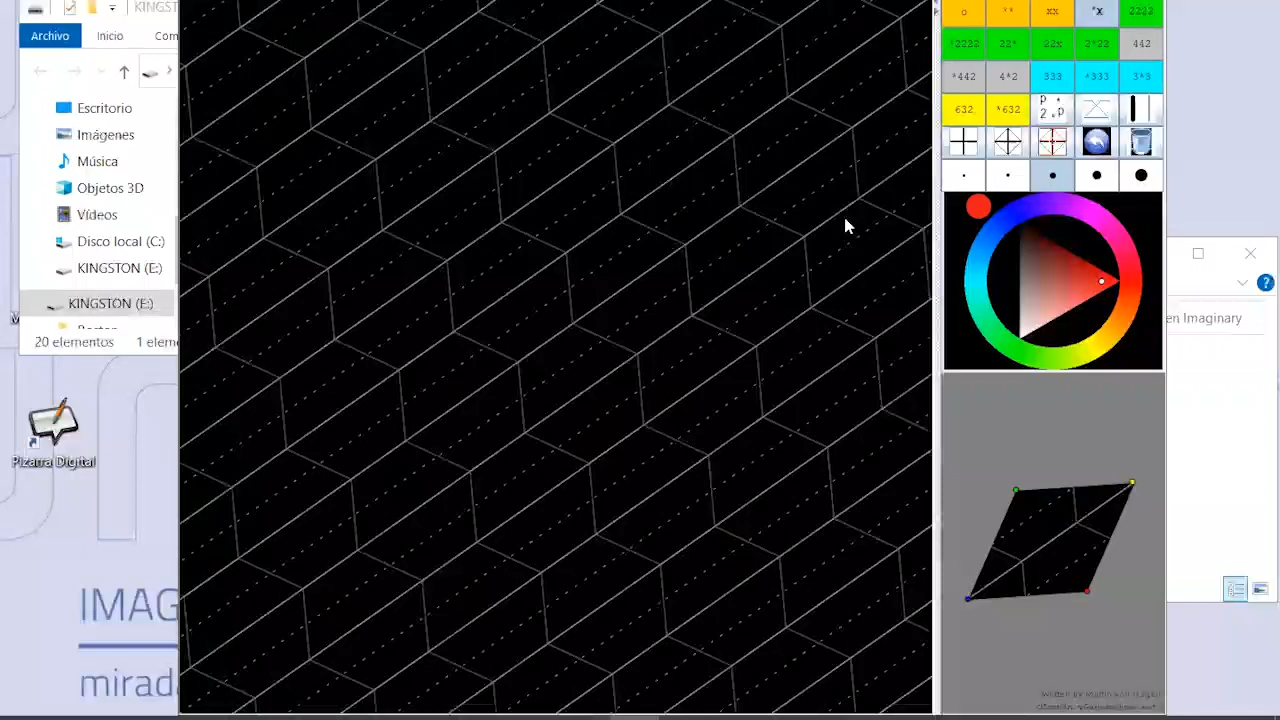 KINGST
Archivo Inicio Com
Escritorio
Imágenes
Música
Objetos 3D
Vídeos
Disco local (C:)
KINGSTON (E:)
KINGSTON (E:)
20 elementos 1 elem
Pizarra Digital
IMAG
mirada
o ** xx *x 2222
*2222 22* 22x 2*22 442
*442 4*2 333 *333 3*3
632 *632
?
en Imaginary